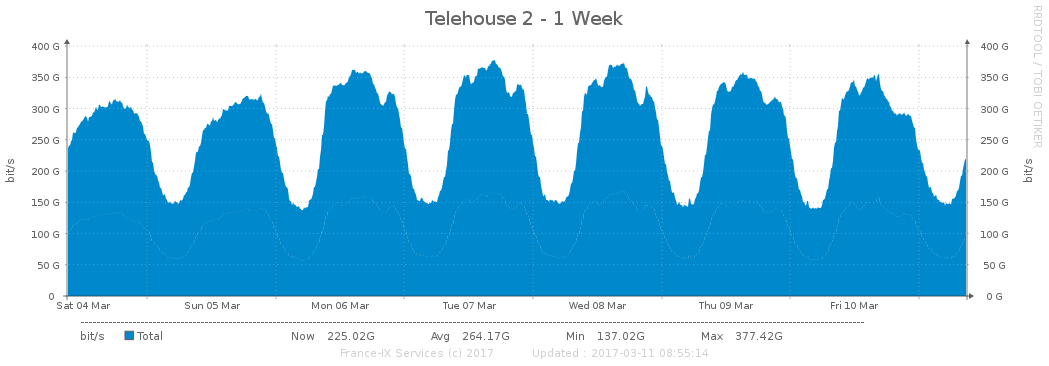 Telehouse 2 - 1 Week
RRDTOOL / TOBI OETIKER
400 G 400 G
350 G 350 G
300 G 300 G
250 G 250 G
200 G 200 G
150 G 150 G
100 G 100 G
50 G 50 G
0 0 G
bit/s bit/s
Sat 04 Mar Sun 05 Mar Mon 06 Mar Tue 07 Mar Wed 08 Mar Thu 09 Mar Fri 10 Mar
bit/s Total Now 225.02G Avg 264.17G Min 137.02G Max 377.42G
France-IX Services (c) 2017 Updated : 2017-03-11 08:55:14